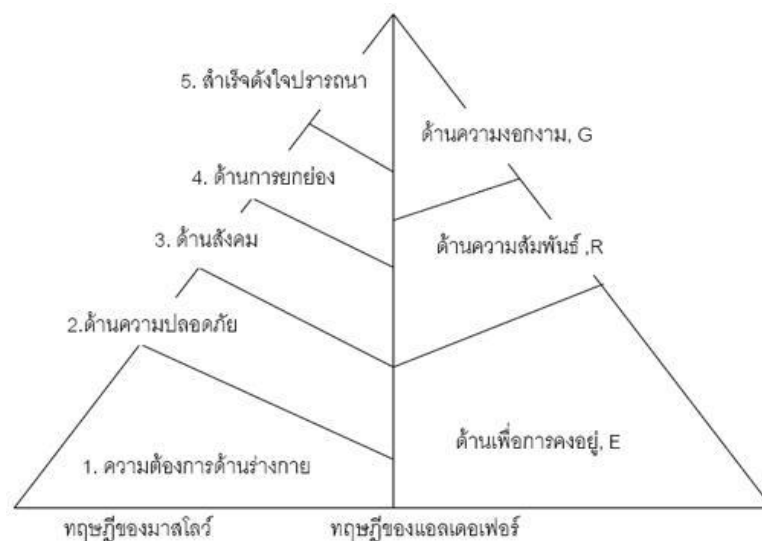 5. สำเร็จดังใจปรารถนา
ด้านความงอกงาม, G
4. ด้านการยกย่อง
3. ด้านสังคม
ด้านความสัมพันธ์ ,R
2.ด้านความปลอดภัย
ด้านเพื่อการคงอยู่, E
1. ความต้องการด้านร่างกาย
ทฤษฎีของมาสโลว์
ทฤษฎีของแอลเดอเฟอร์